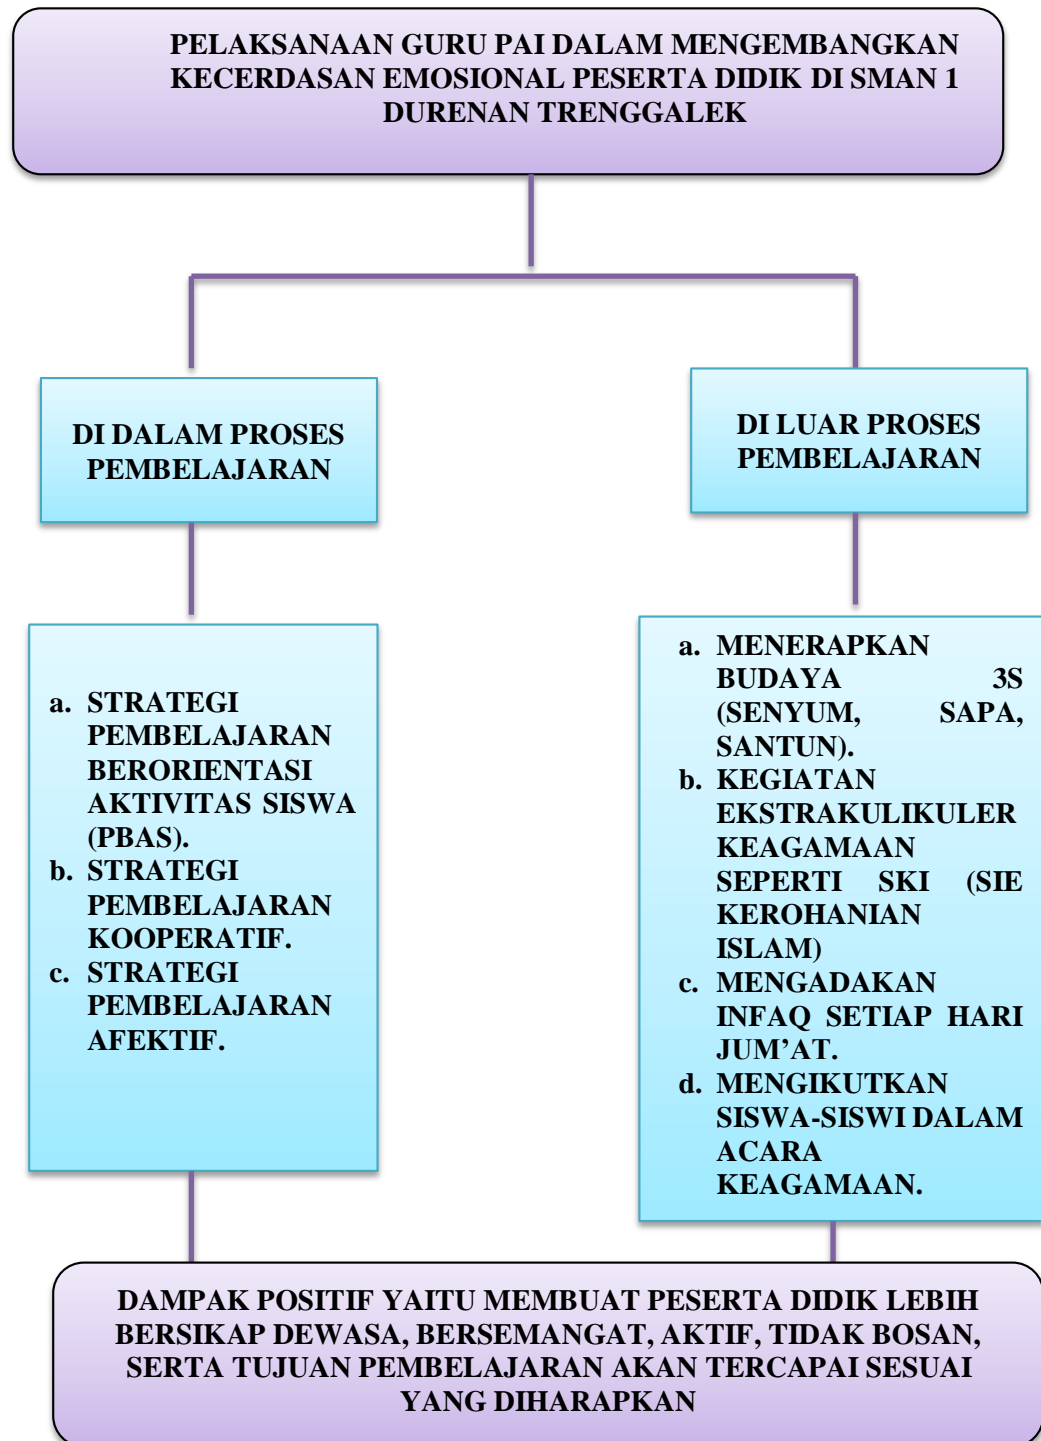 PELAKSANAAN GURU PAI DALAM MENGEMBANGKAN
KECERDASAN EMOSIONAL PESERTA DIDIK DI SMAN 1
DURENAN TRENGGALEK
DI DALAM PROSES
PEMBELAJARAN
DI LUAR PROSES
PEMBELAJARAN
a. STRATEGI
PEMBELAJARAN
BERORIENTASI
AKTIVITAS SISWA
(PBAS).
b. STRATEGI
PEMBELAJARAN
KOOPERATIF.
c. STRATEGI
PEMBELAJARAN
AFEKTIF.
a. MENERAPKAN
BUDAYA 3S
(SENYUM, SAPA,
SANTUN).
b. KEGIATAN
EKSTRAKULIKULER
KEAGAMAAN
SEPERTI SKI (SIE
KEROHANIAN
ISLAM)
c. MENGADAKAN
INFAQ SETIAP HARI
JUM’AT.
d. MENGIKUTKAN
SISWA-SISWI DALAM
ACARA
KEAGAMAAN.
DAMPAK POSITIF YAITU MEMBUAT PESERTA DIDIK LEBIH
BERSIKAP DEWASA, BERSEMANGAT, AKTIF, TIDAK BOSAN,
SERTA TUJUAN PEMBELAJARAN AKAN TERCAPAI SESUAI
YANG DIHARAPKAN